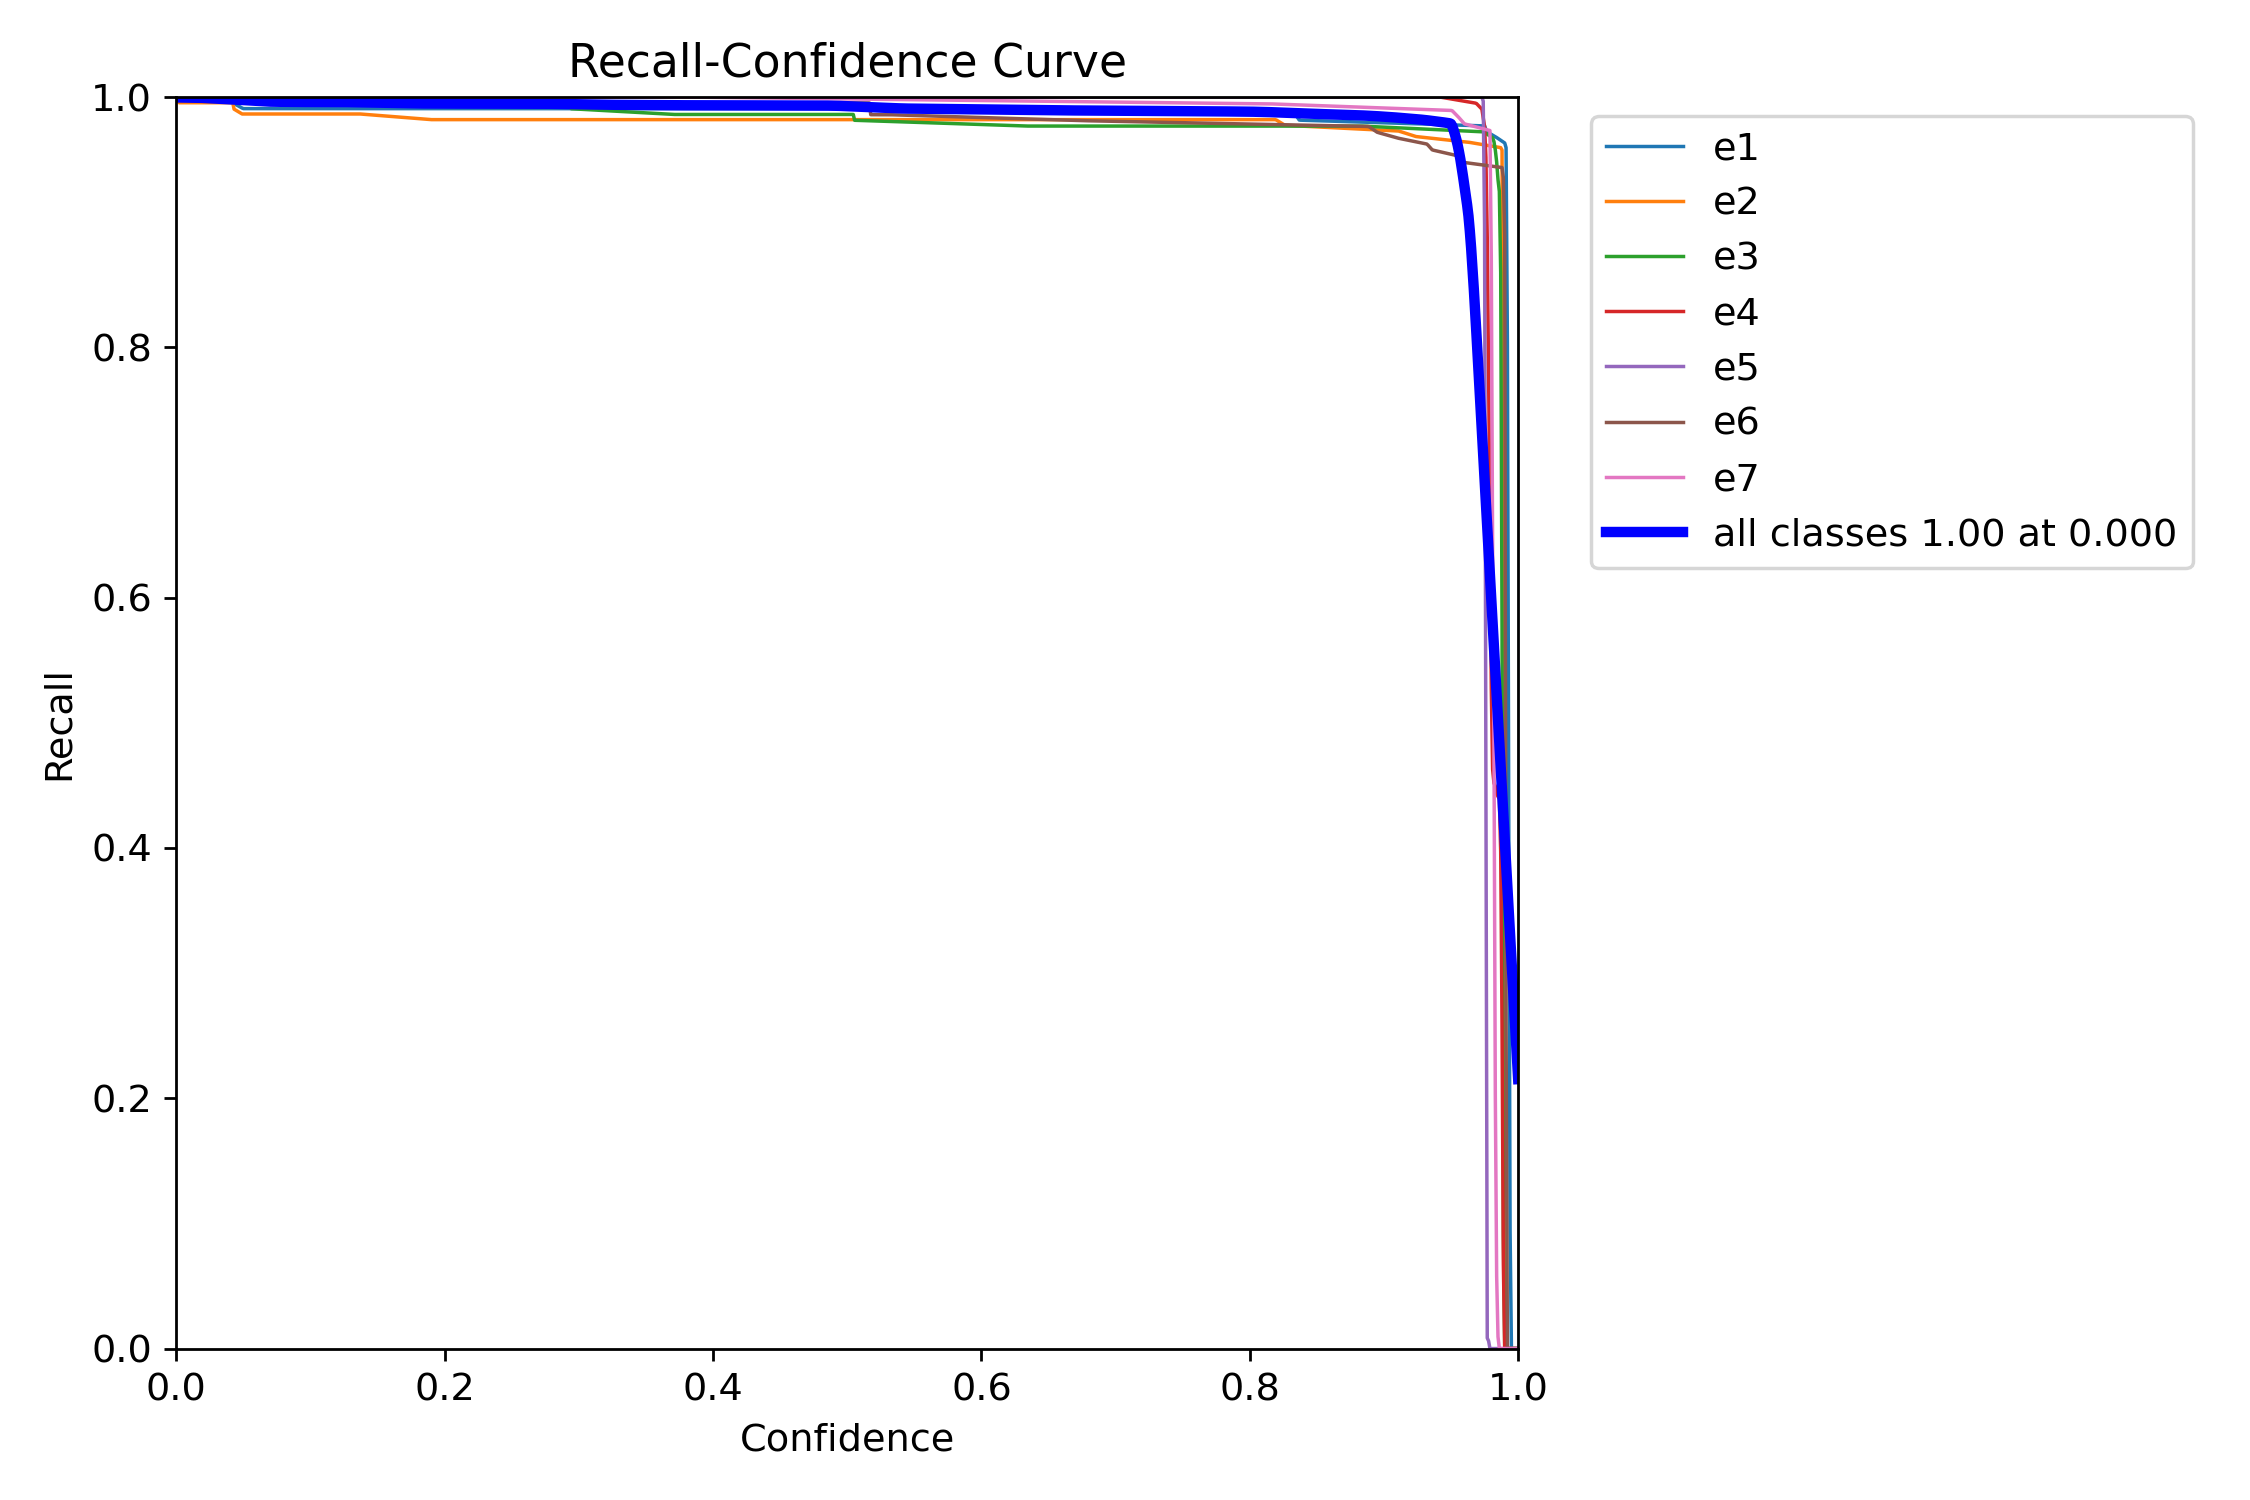 Recall-Confidence Curve
1.0
0.8
0.6
0.4
0.2
0.0
Recall
0.0 0.2 0.4 0.6 0.8 1.0
Confidence
e1
e2
e3
e4
e5
e6
e7
all classes 1.00 at 0.000